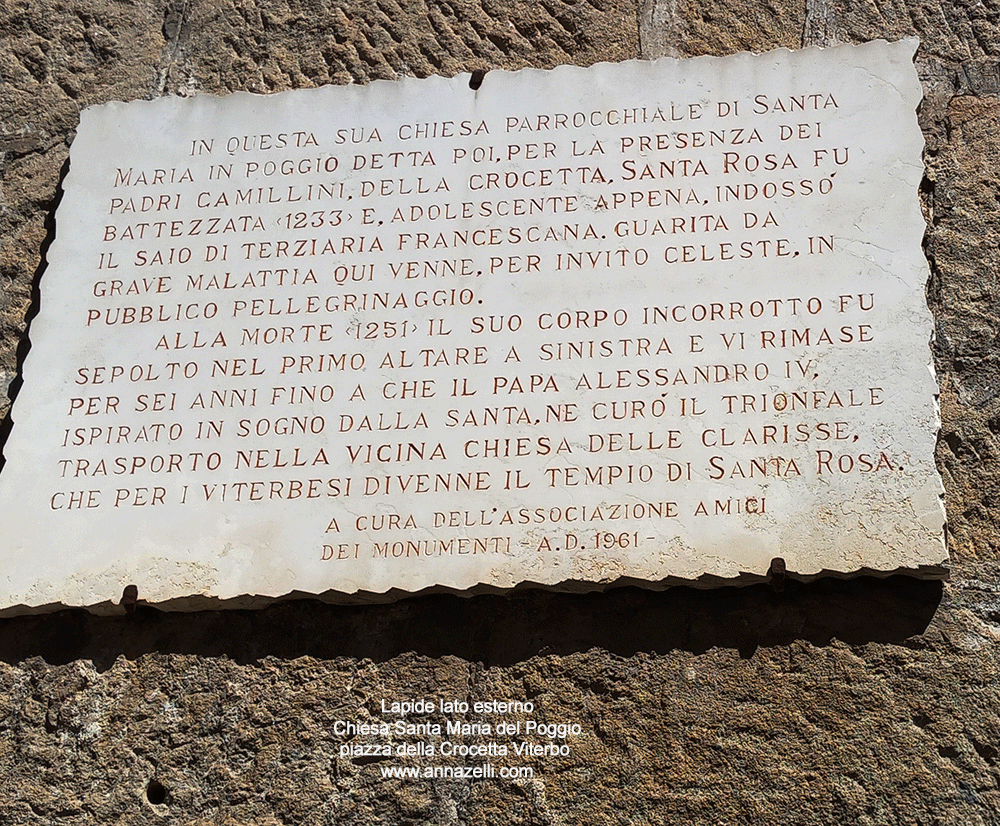 IN QUESTA SUA CHIESA PARROCCHIALE DI SANTA
MARIA IN POGGIO DETTA POI, PER LA PRESENZA DEI
PADRI CAMILLINI, DELLA CROCETTA, SANTA ROSA FÙ
BATTEZZATA ‹1233› E, ADOLESCENTE APPENA, INDOSSÒ
IL SAIO DI TERZIARIA FRANCESCANA. GUARITA DA
GRAVE MALATTIA QUI VENNE, PER INVITO CELESTE, IN
PUBBLICO PELLEGRINAGGIO.
ALLA MORTE ‹1251› IL SUO CORPO INCORROTTO FU
SEPOLTO NEL PRIMO ALTARE A SINISTRA E VI RIMASE
PER SEI ANNI FINO A CHE IL PAPA ALESSANDRO IV,
ISPIRATO IN SOGNO DALLA SANTA, NE CURÒ IL TRIONFALE
TRASPORTO NELLA VICINA CHIESA DELLE CLARISSE,
CHE PER I VITERBESI DIVENNE IL TEMPIO DI SANTA ROSA.
A CURA DELL'ASSOCIAZIONE AMICI
DEI MONUMENTI - A.D. 1961 -
Lapide lato esterno
Chiesa Santa Maria del Poggio
piazza della Crocetta Viterbo
www.annazelli.com